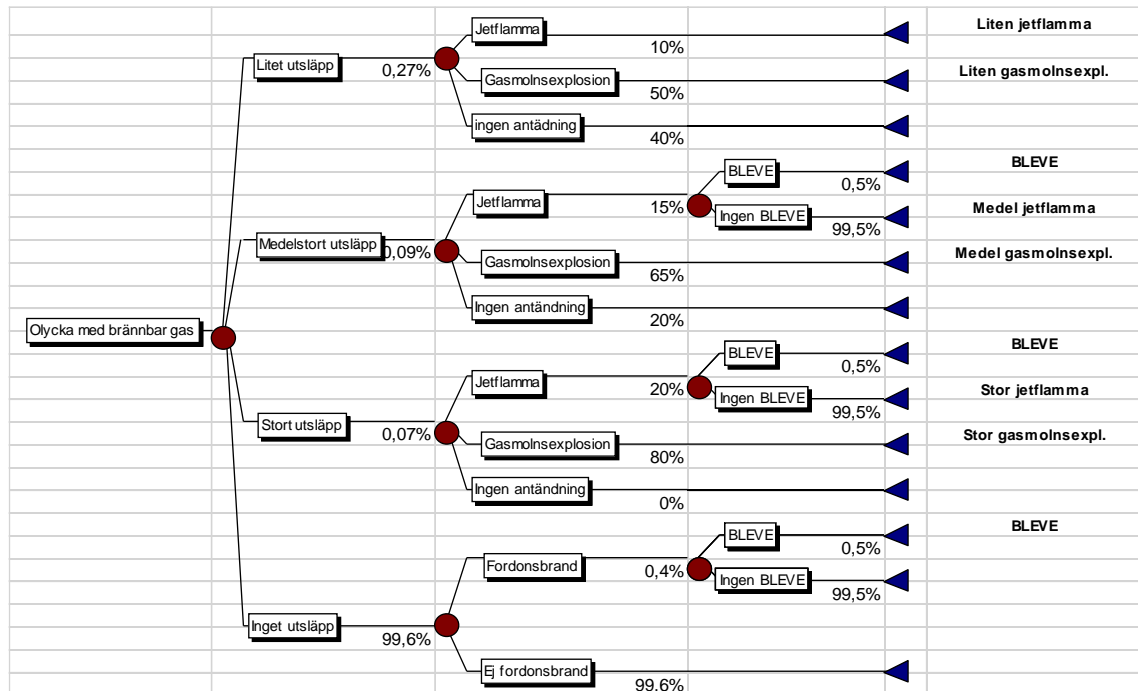 Jetflamma
10%
Liten jetflamma
Litet utsläpp
0,27%
Gasmolnsexplosion
50%
Liten gasmolnsexpl.
ingen antädning
40%
BLEVE
0,5%
BLEVE
Jetflamma
15%
Ingen BLEVE
99,5%
Medel jetflamma
Medelstort utsläpp
0,09%
Gasmolnsexplosion
65%
Medel gasmolnsexpl.
Ingen antändning
20%
Olycka med brännbar gas
BLEVE
0,5%
BLEVE
Jetflamma
20%
Ingen BLEVE
99,5%
Stor jetflamma
Stort utsläpp
0,07%
Gasmolnsexplosion
80%
Stor gasmolnsexpl.
Ingen antändning
0%
BLEVE
0,5%
BLEVE
Fordonsbrand
0,4%
Ingen BLEVE
99,5%
Inget utsläpp
99,6%
Ej fordonsbrand
99,6%